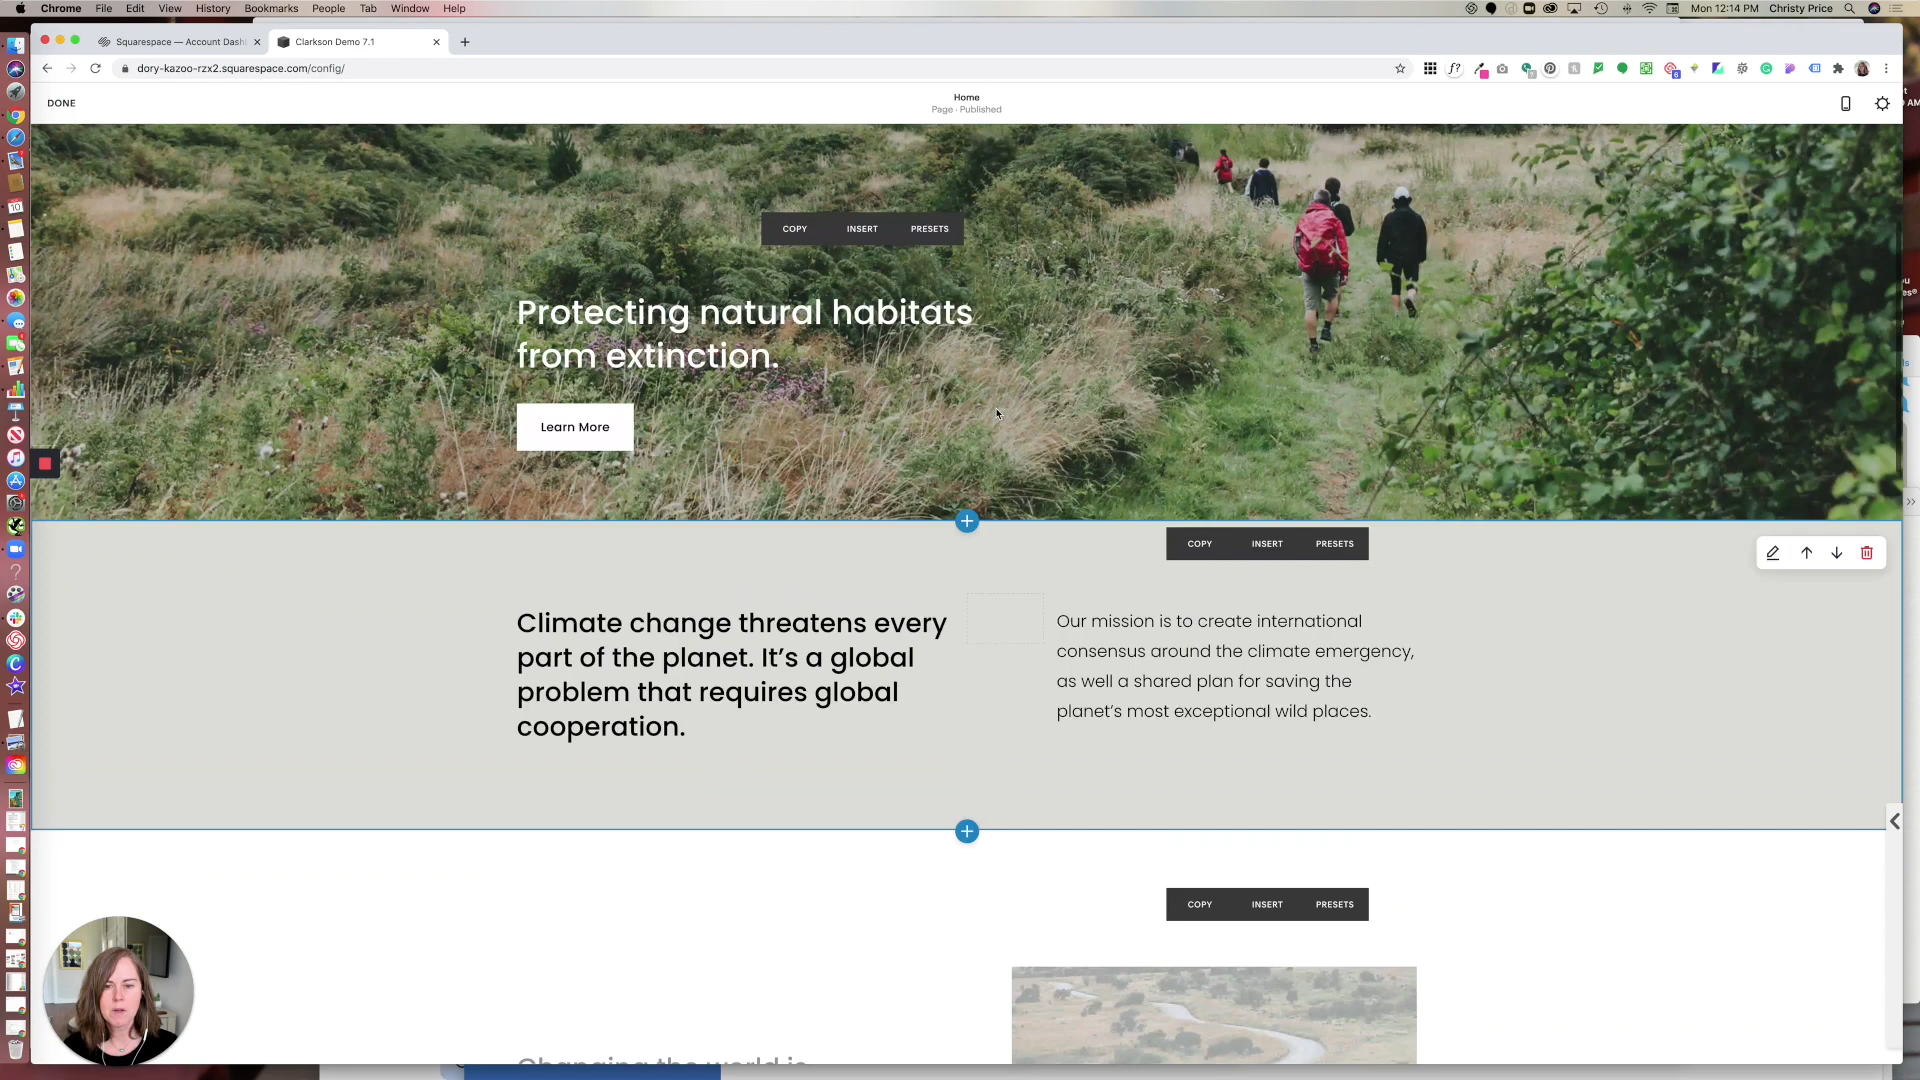 Chrome File Edit View History Bookmarks People Tab Window Help
Mon 12:14 PM Christy Price
Squarespace — Account Dash
Clarkson Demo 7.1
dory-kazoo-rzx2.squarespace.com/config/
DONE
Home
Page · Published
COPY INSERT PRESETS
Protecting natural habitats
from extinction.
Learn More
COPY INSERT PRESETS
Climate change threatens every
part of the planet. It’s a global
problem that requires global
cooperation.
Our mission is to create international
consensus around the climate emergency,
as well a shared plan for saving the
planet’s most exceptional wild places.
COPY INSERT PRESETS
Changing the world is